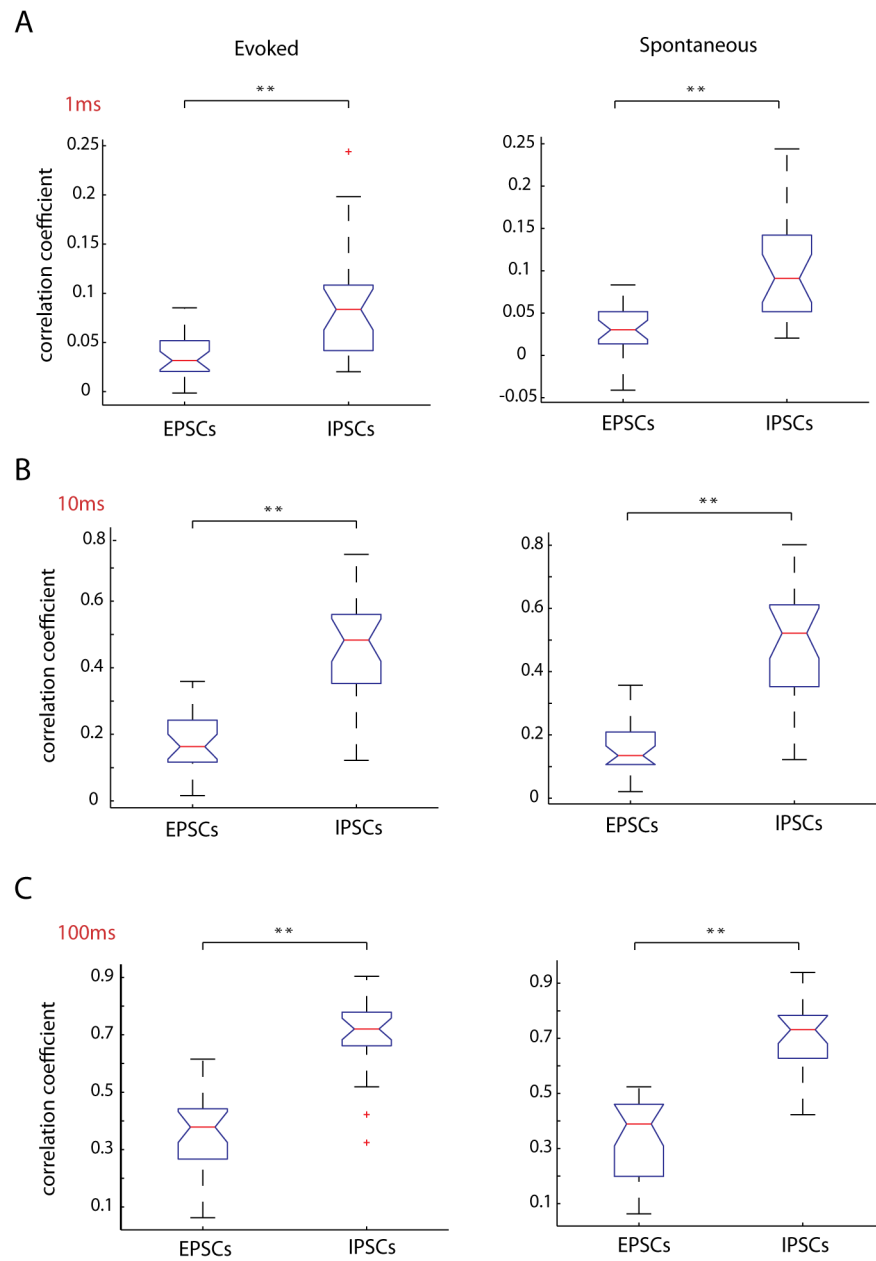 A
Evoked
Spontaneous
1ms
**
**
correlation coefficient
0.25
0.2
0.15
0.1
0.05
0
EPSCs
IPSCs
0.25
0.2
0.15
0.1
0.05
0
-0.05
EPSCs
IPSCs
B
10ms
**
**
correlation coefficient
0.8
0.6
0.4
0.2
0
EPSCs
IPSCs
0.8
0.6
0.4
0.2
0
EPSCs
IPSCs
C
100ms
**
**
correlation coefficient
0.9
0.7
0.5
0.3
0.1
EPSCs
IPSCs
0.9
0.7
0.5
0.3
0.1
EPSCs
IPSCs